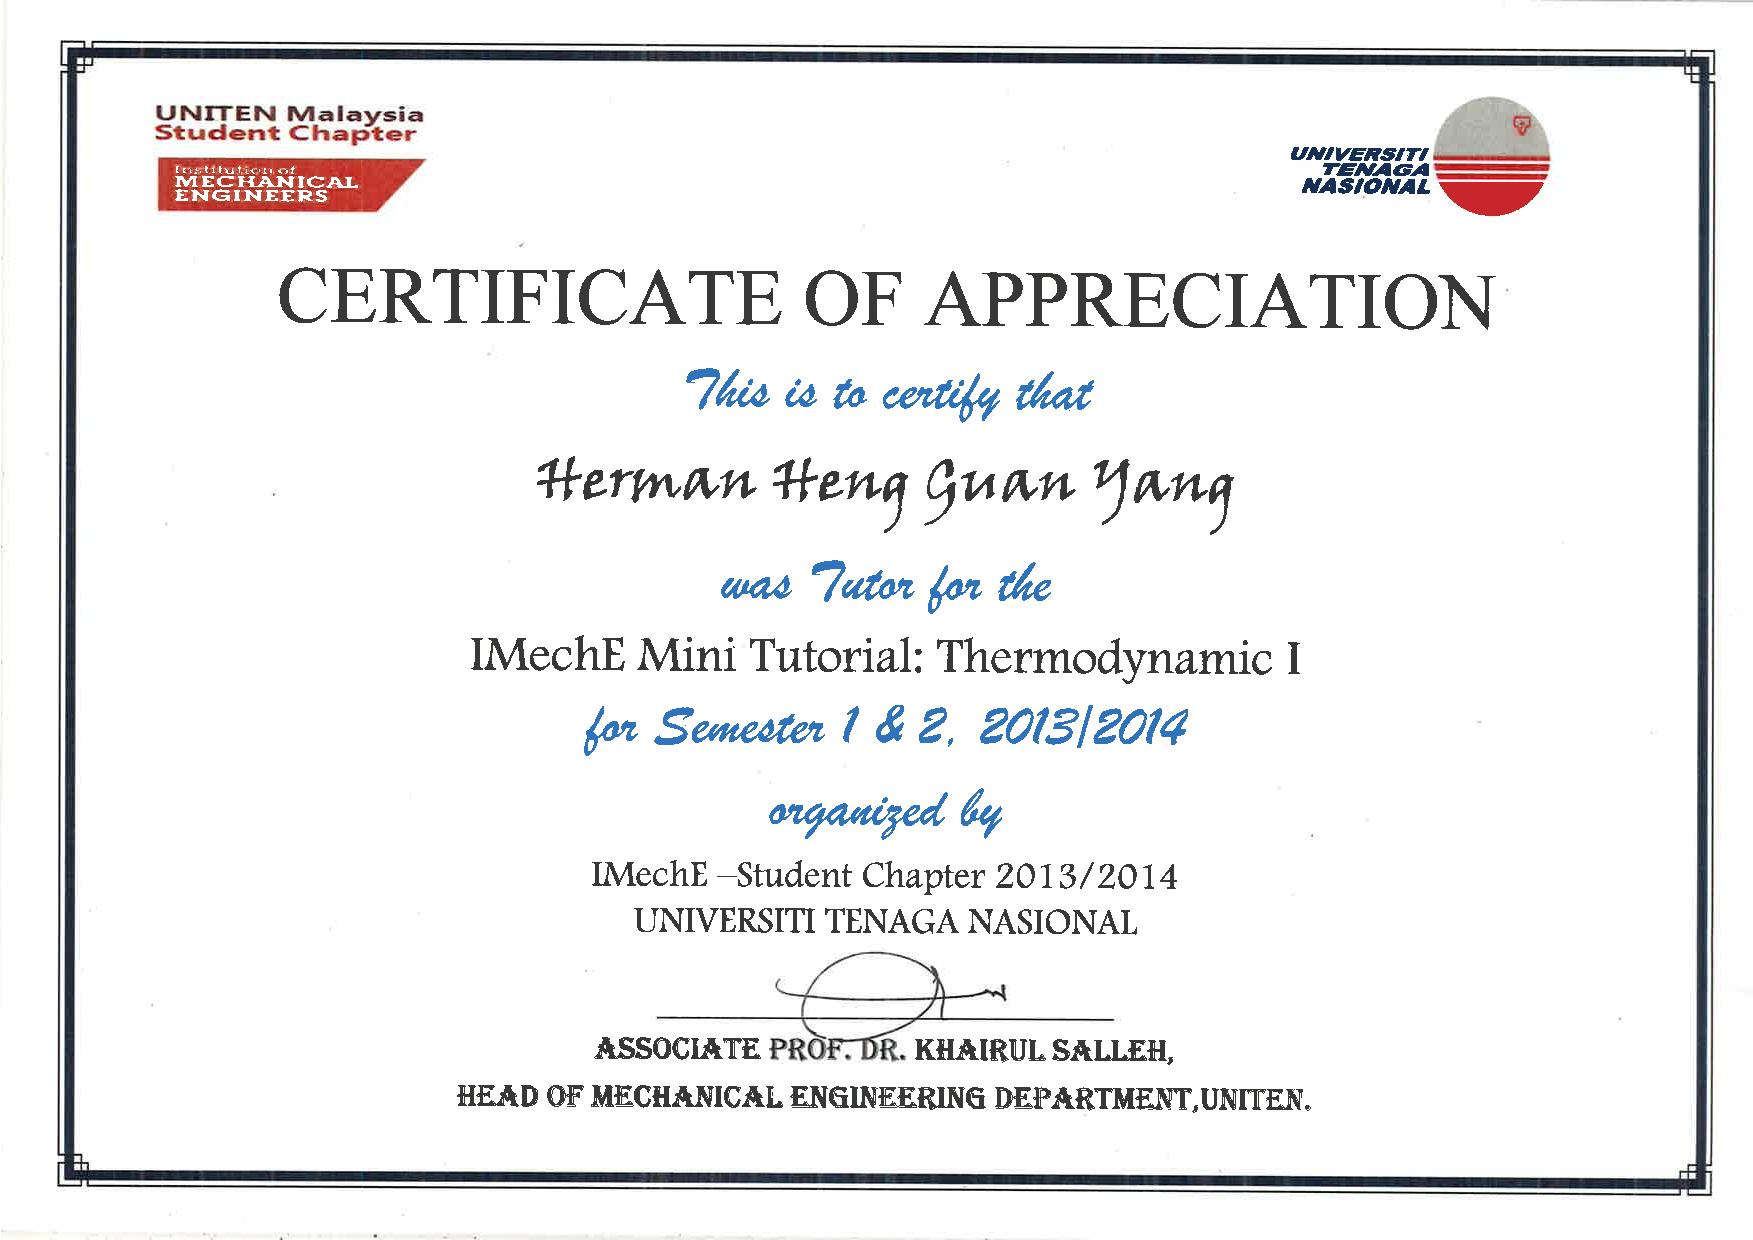 UNITEN Malaysia
Student Chapter
Institution of
MECHANICAL
ENGINEERS
UNIVERSITI
TENAGA
NASIONAL
CERTIFICATE OF APPRECIATION
This is to certify that
Herman Heng Guan Yang
was Tutor for the
IMechE Mini Tutorial: Thermodynamic I
for Semester 1 & 2, 2013/2014
organized by
IMechE –Student Chapter 2013/2014
UNIVERSITI TENAGA NASIONAL
ASSOCIATE PROF. DR. KHAIRUL SALLEH,
HEAD OF MECHANICAL ENGINEERING DEPARTMENT,UNITEN.